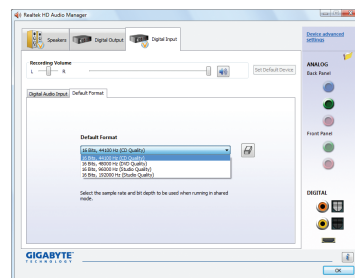 Realtek HD Audio Manager
Speakers
Digital Output
Digital Input
Device advanced settings
Recording Volume
L
R
Set Default Device
ANALOG
Back Panel
Digital Audio Input
Default Format
Default Format
16 Bits, 44100 Hz (CD Quality)
16 Bits, 44100 Hz (CD Quality)
16 Bits, 48000 Hz (DVD Quality)
16 Bits, 96000 Hz (Studio Quality)
16 Bits, 192000 Hz (Studio Quality)
Select the sample rate and bit depth to be used when running in shared
mode.
Front Panel
DIGITAL
GIGABYTE
TECHNOLOGY
i
OK